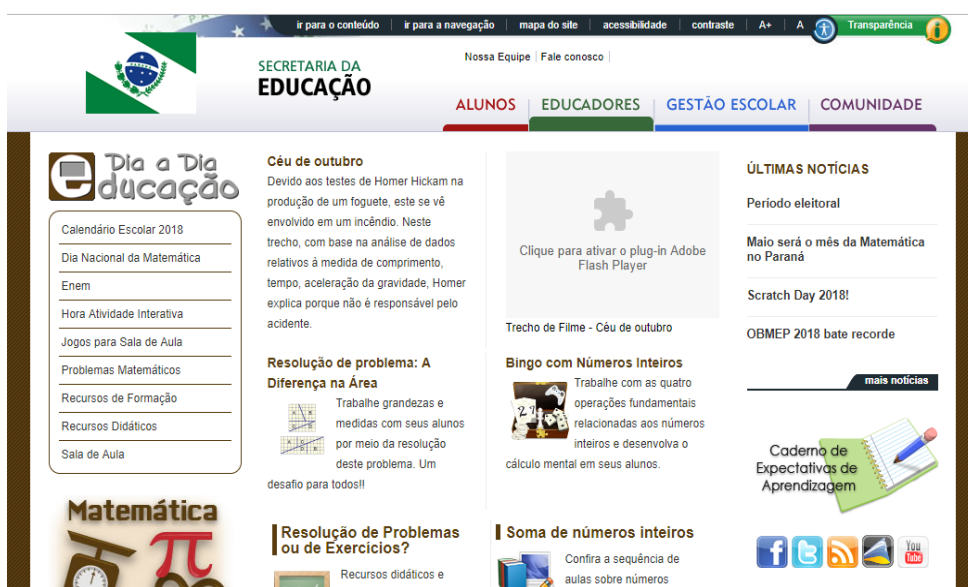 ir para o conteúdo
ir para a navegação
mapa do site
acessibilidade
contraste
A+
A
Transparência
SECRETARIA DA
EDUCAÇÃO
Nossa Equipe
Fale conosco
ALUNOS
EDUCADORES
GESTÃO ESCOLAR
COMUNIDADE
Dia a Dia
educação
Calendário Escolar 2018
Dia Nacional da Matemática
Enem
Hora Atividade Interativa
Jogos para Sala de Aula
Problemas Matemáticos
Recursos de Formação
Recursos Didáticos
Sala de Aula
Matemática
Céu de outubro
Devido aos testes de Homer Hickam na
produção de um foguete, este se vê
envolvido em um incêndio. Neste
trecho, com base na análise de dados
relativos à medida de comprimento,
tempo, aceleração da gravidade, Homer
explica porque não é responsável pelo
acidente.
Clique para ativar o plug-in Adobe
Flash Player
Trecho de Filme - Céu de outubro
Resolução de problema: A
Diferença na Área
Trabalhe grandezas e
medidas com seus alunos
por meio da resolução
deste problema. Um
desafio para todos!!
Bingo com Números Inteiros
Trabalhe com as quatro
operações fundamentais
relacionadas aos números
inteiros e desenvolva o
cálculo mental em seus alunos.
Resolução de Problemas
ou de Exercícios?
Recursos didáticos e
Soma de números inteiros
Confira a sequência de
aulas sobre números
ÚLTIMAS NOTÍCIAS
Período eleitoral
Maio será o mês da Matemática
no Paraná
Scratch Day 2018!
OBMEP 2018 bate recorde
mais notícias
Caderno de
Expectativas de
Aprendizagem
You
Tube